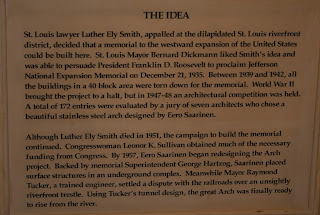 THE IDEA
St. Louis lawyer Luther Ely Smith, appalled at the dilapidated St. Louis riverfront
district, decided that a memorial to the westward expansion of the United States
could be built here. St. Louis Mayor Bernard Dickmann liked Smith's idea and
was able to persuade President Franklin D. Roosevelt to proclaim Jefferson
National Expansion Memorial on December 21, 1935. Between 1939 and 1942, all
the buildings in a 40 block area were torn down for the memorial. World War II
brought the project to a halt, but in 1947-48 an architectural competition was held.
A total of 172 entries were evaluated by a jury of seven architects who chose a
beautiful stainless steel arch designed by Eero Saarinen.
Although Luther Ely Smith died in 1951, the campaign to build the memorial
continued. Congresswoman Leonor K. Sullivan obtained much of the necessary
funding from Congress. By 1957, Eero Saarinen began redesigning the Arch
project. Backed by memorial Superintendent George Hartzog, Saarinen placed
surface structures in an underground complex. Meanwhile Mayor Raymond
Tucker, a trained engineer, settled a dispute with the railroads over an unsightly
riverfront trestle. Using Tucker's tunnel design, the great Arch was finally ready
to rise from the river.